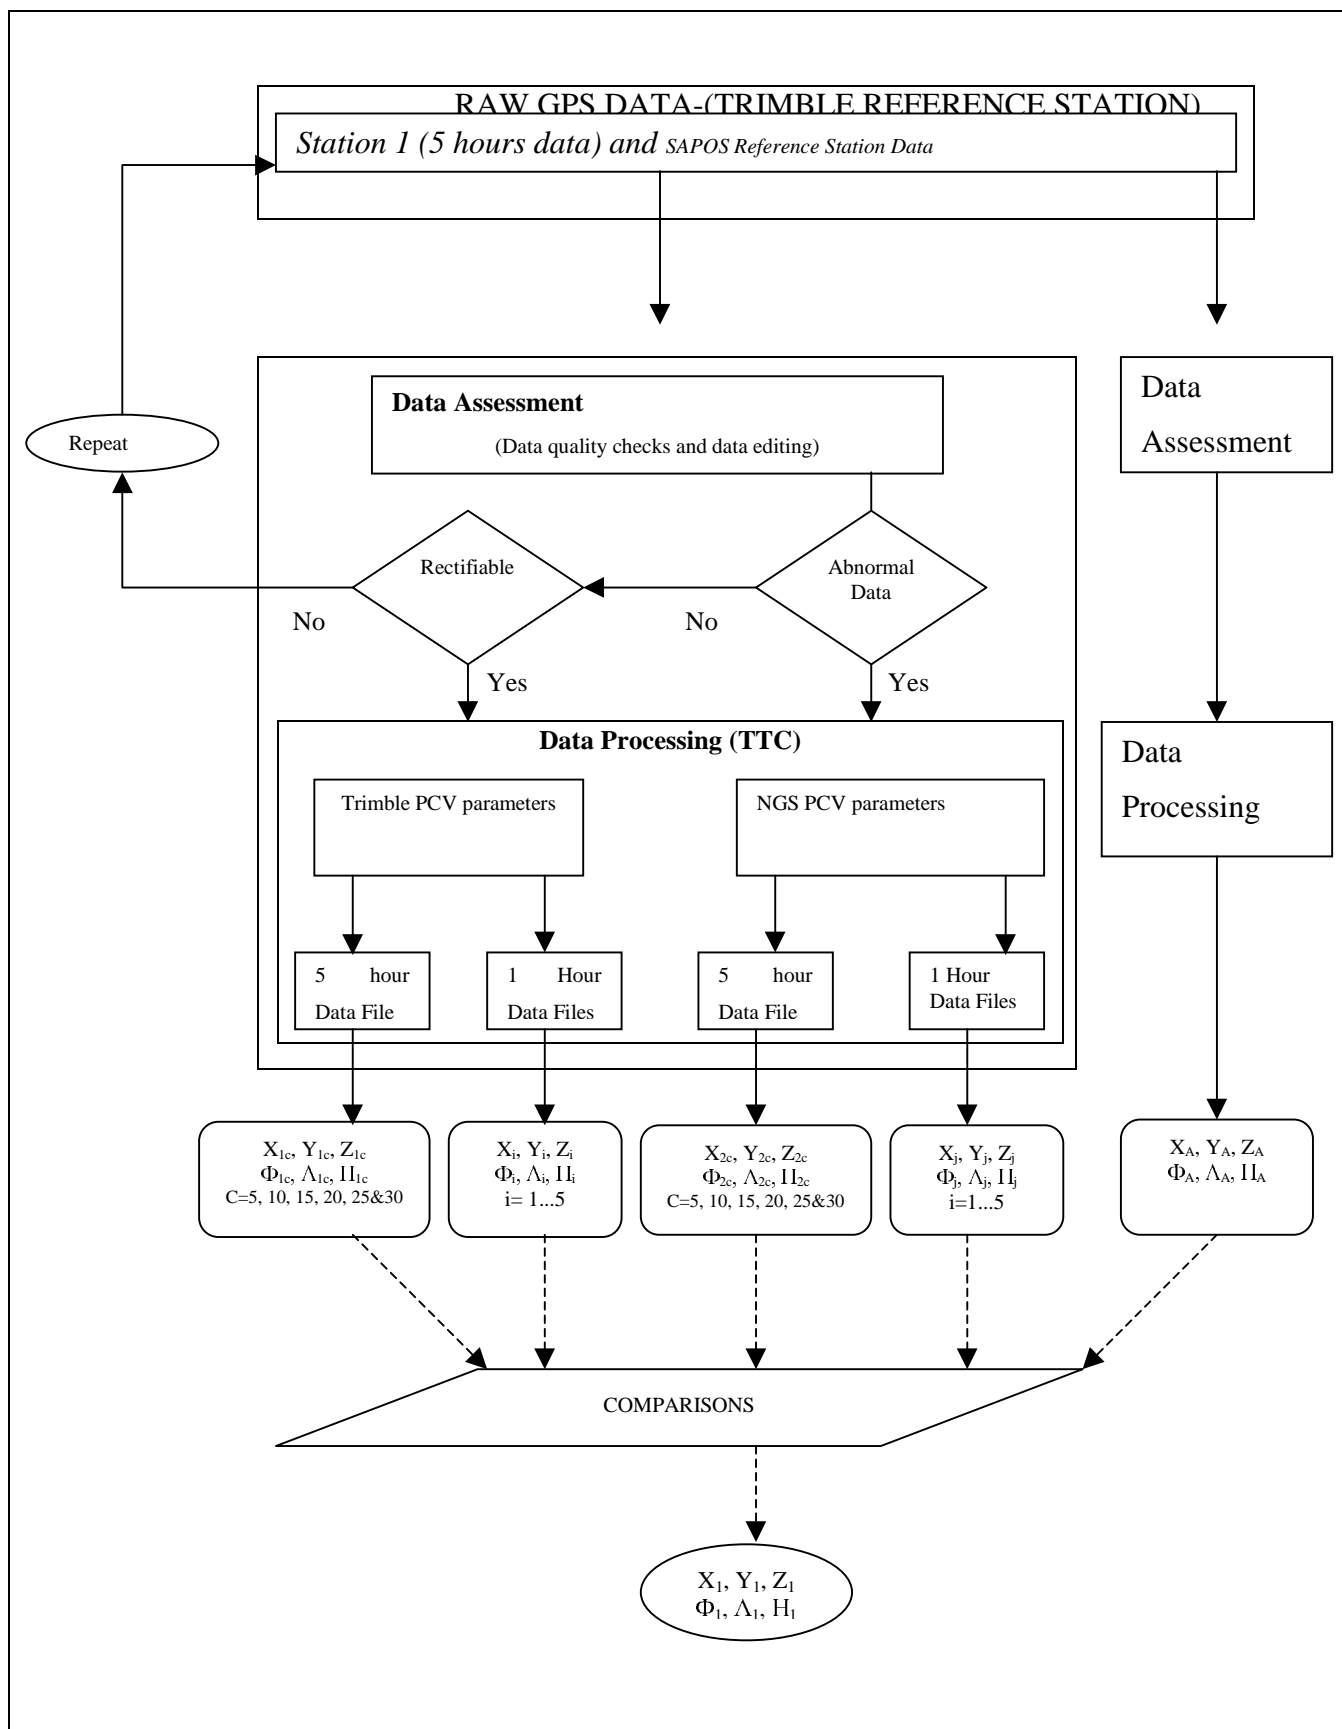 RAW GPS DATA-(TRIMBLE REFERENCE STATION)
Station 1 (5 hours data) and SAPOS Reference Station Data
Data Assessment
(Data quality checks and data editing)
Data
Assessment
Repeat
Rectifiable
Abnormal
Data
No
No
Yes
Yes
Data Processing (TTC)
Data
Processing
Trimble PCV parameters
NGS PCV parameters
5 hour
Data File
1 Hour
Data Files
5 hour
Data File
1 Hour
Data Files
X1c, Y1c, Z1c
Φ1c, Λ1c, H1c
C=5, 10, 15, 20, 25&30
Xi, Yi, Zi
Φi, Λi, Hi
i= 1...5
X2c, Y2c, Z2c
Φ2c, Λ2c, H2c
C=5, 10, 15, 20, 25&30
Xj, Yj, Zj
Φj, Λj, Hj
i=1...5
XA, YA, ZA
ΦA, ΛA, HA
COMPARISONS
X1, Y1, Z1
Φ1, Λ1, H1